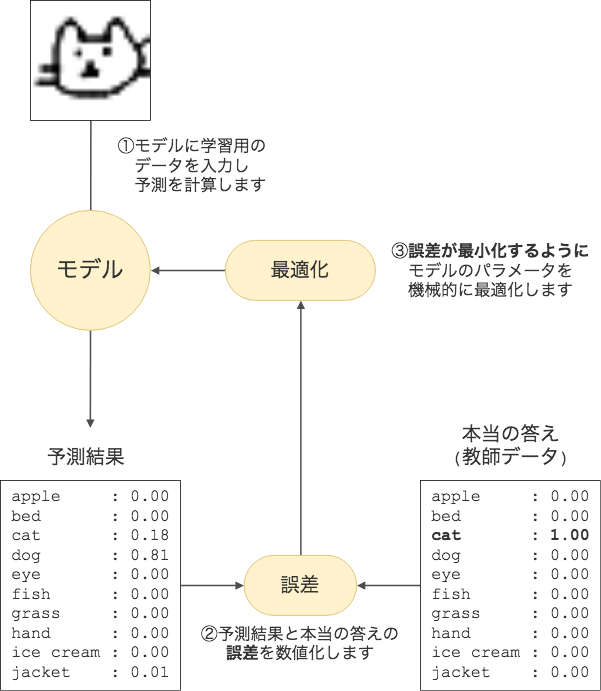 ①モデルに学習用の
データを入力し
予測を計算します
モデル
最適化
③誤差が最小化するように
モデルのパラメータを
機械的に最適化します
予測結果
apple : 0.00
bed : 0.00
cat : 0.18
dog : 0.81
eye : 0.00
fish : 0.00
grass : 0.00
hand : 0.00
ice cream : 0.00
jacket : 0.01
誤差
②予測結果と本当の答えの
誤差を数値化します
本当の答え
(教師データ)
apple : 0.00
bed : 0.00
cat : 1.00
dog : 0.00
eye : 0.00
fish : 0.00
grass : 0.00
hand : 0.00
ice cream : 0.00
jacket : 0.00